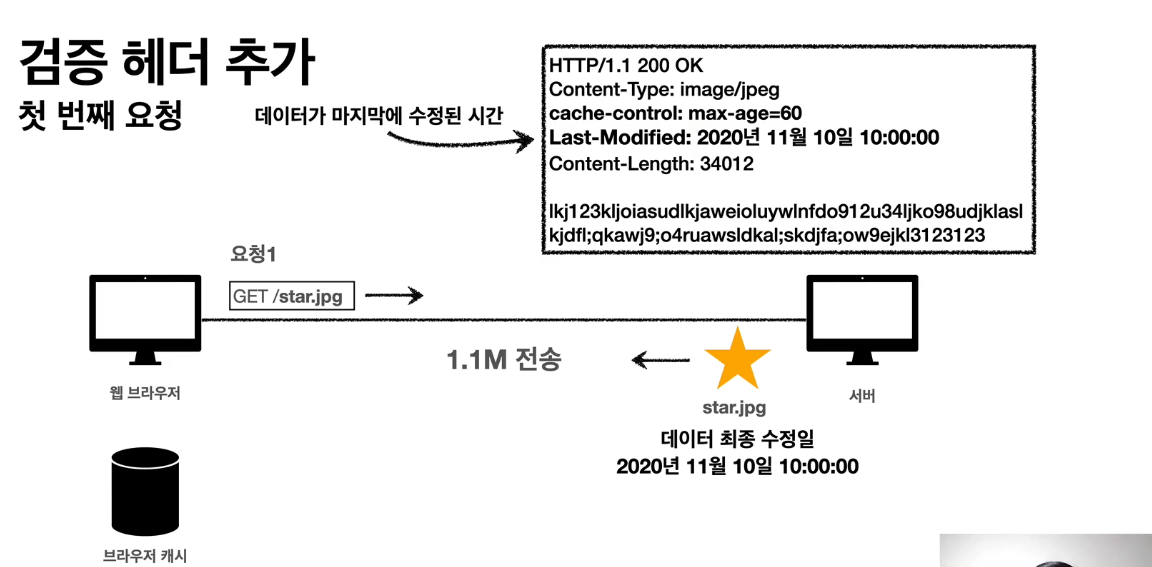 검증 헤더 추가
첫 번째 요청
데이터가 마지막에 수정된 시간
HTTP/1.1 200 OK
Content-Type: image/jpeg
cache-control: max-age=60
Last-Modified: 2020년 11월 10일 10:00:00
Content-Length: 34012
lkj123kljoiasudlkjaweioluywlnfdo912u34ljko98udjklasl
kjdfl;qkawj9;o4ruawsldkal;skdjfa;ow9ejkl3123123
요청1
GET /star.jpg
1.1M 전송
웹 브라우저
star.jpg
서버
데이터 최종 수정일
2020년 11월 10일 10:00:00
브라우저 캐시